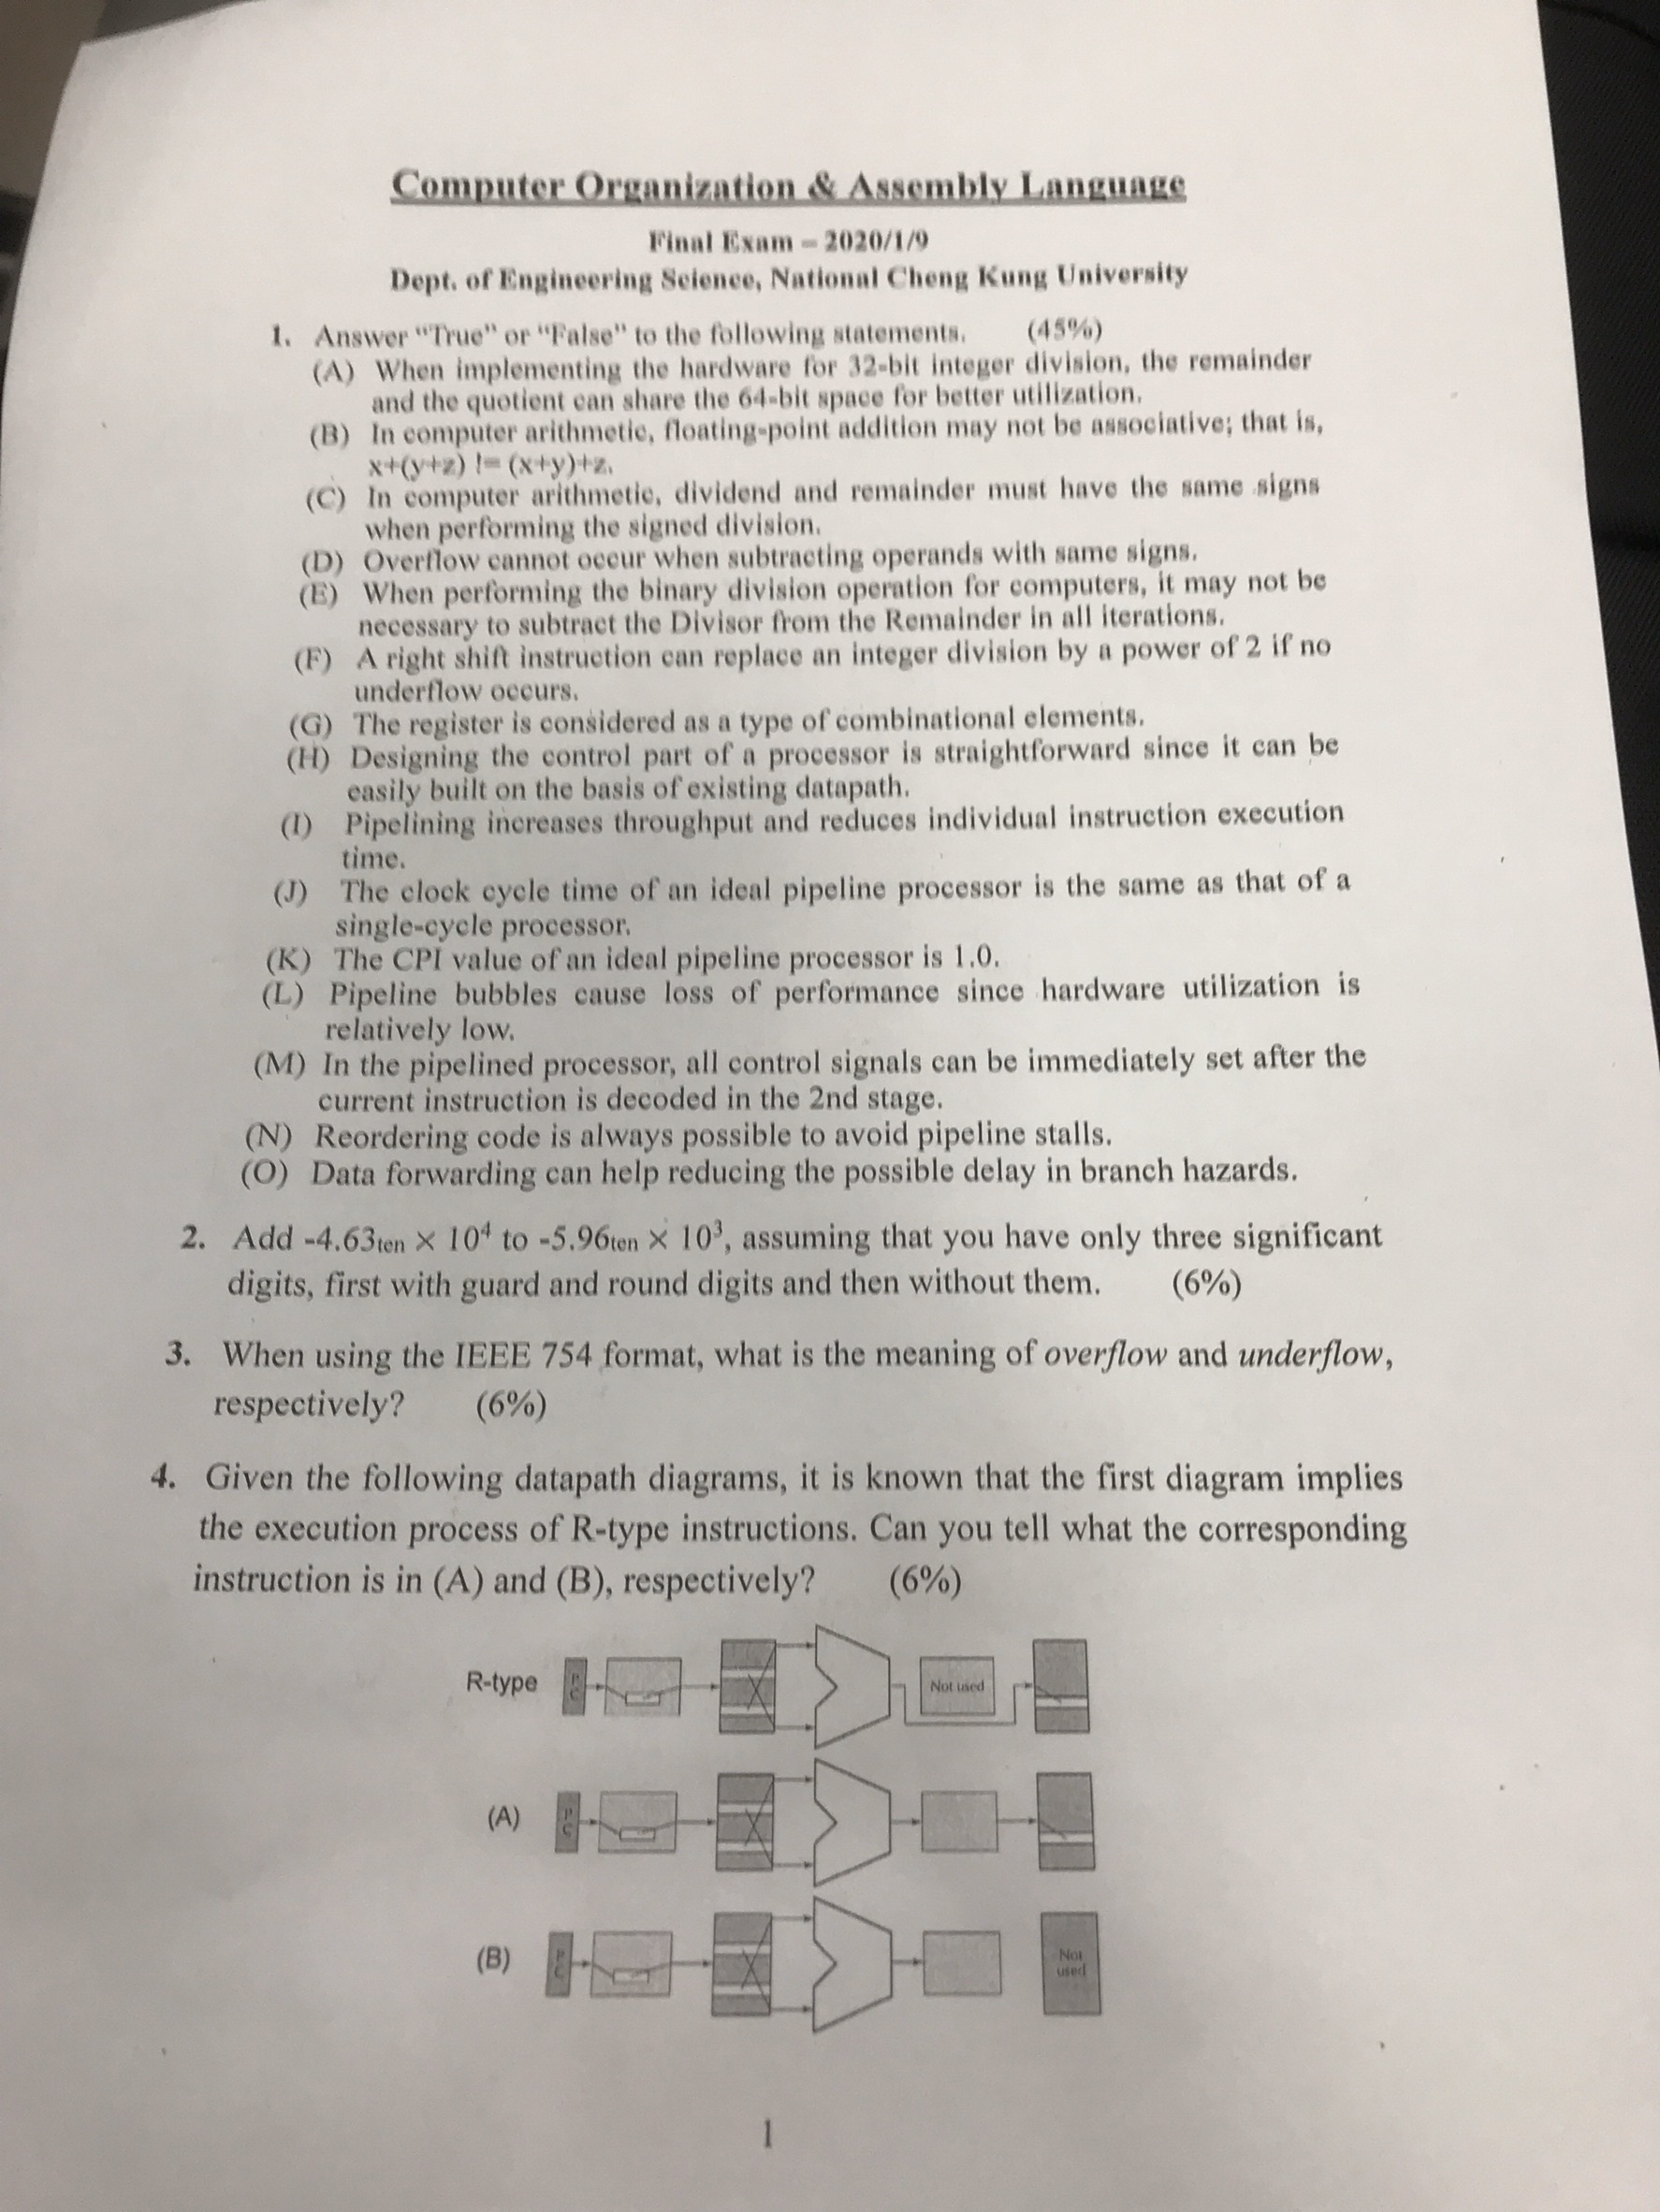 Computer Organization & Assembly Language
Final Exam – 2020/1/9
Dept. of Engineering Science, National Cheng Kung University
1. Answer “True” or “False” to the following statements. (45%)
(A) When implementing the hardware for 32-bit integer division, the remainder
and the quotient can share the 64-bit space for better utilization.
(B) In computer arithmetic, floating-point addition may not be associative; that is,
x+(y+z) != (x+y)+z.
(C) In computer arithmetic, dividend and remainder must have the same signs
when performing the signed division.
(D) Overflow cannot occur when subtracting operands with same signs.
(E) When performing the binary division operation for computers, it may not be
necessary to subtract the Divisor from the Remainder in all iterations.
(F) A right shift instruction can replace an integer division by a power of 2 if no
underflow occurs.
(G) The register is considered as a type of combinational elements.
(H) Designing the control part of a processor is straightforward since it can be
easily built on the basis of existing datapath.
(I) Pipelining increases throughput and reduces individual instruction execution
time.
(J) The clock cycle time of an ideal pipeline processor is the same as that of a
single-cycle processor.
(K) The CPI value of an ideal pipeline processor is 1.0.
(L) Pipeline bubbles cause loss of performance since hardware utilization is
relatively low.
(M) In the pipelined processor, all control signals can be immediately set after the
current instruction is decoded in the 2nd stage.
(N) Reordering code is always possible to avoid pipeline stalls.
(O) Data forwarding can help reducing the possible delay in branch hazards.
2. Add -4.63ten × 10⁴ to -5.96ten × 10³, assuming that you have only three significant
digits, first with guard and round digits and then without them. (6%)
3. When using the IEEE 754 format, what is the meaning of overflow and underflow,
respectively? (6%)
4. Given the following datapath diagrams, it is known that the first diagram implies
the execution process of R-type instructions. Can you tell what the corresponding
instruction is in (A) and (B), respectively? (6%)
R-type PC Not used
(A) PC
(B) PC Not used
1